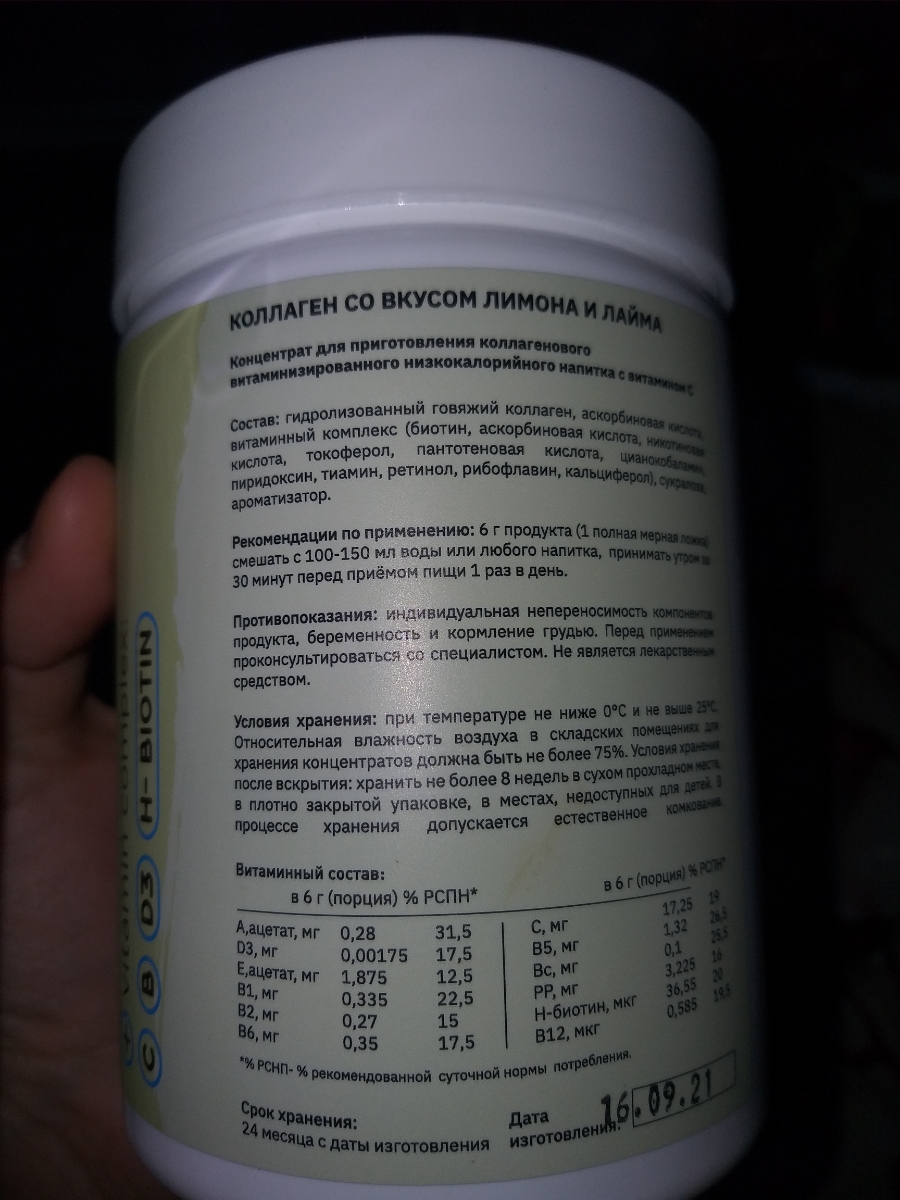 КОЛЛАГЕН СО ВКУСОМ ЛИМОНА И ЛАЙМА
Концентрат для приготовления коллагенового
витаминизированного низкокалорийного напитка с витамином С
Состав: гидролизованный говяжий коллаген, аскорбиновая кислота,
витаминный комплекс (биотин, аскорбиновая кислота, никотиновая
кислота, токоферол, пантотеновая кислота, цианокобаламин,
пиридоксин, тиамин, ретинол, рибофлавин, кальциферол), сукралоза,
ароматизатор.
Рекомендации по применению: 6 г продукта (1 полная мерная ложка)
смешать с 100-150 мл воды или любого напитка, принимать утром за
30 минут перед приёмом пищи 1 раз в день.
Противопоказания: индивидуальная непереносимость компонентов
продукта, беременность и кормление грудью. Перед применением
проконсультироваться со специалистом. Не является лекарственным
средством.
Условия хранения: при температуре не ниже 0°С и не выше 25°С.
Относительная влажность воздуха в складских помещениях для
хранения концентратов должна быть не более 75%. Условия хранения
после вскрытия: хранить не более 8 недель в сухом прохладном месте,
в плотно закрытой упаковке, в местах, недоступных для детей. В
процессе хранения допускается естественное комкование.
Витаминный состав:
в 6 г (порция) % РСПН* в 6 г (порция) % РСПН*
А,ацетат, мг 0,28 31,5 С, мг 17,25 19
D3, мг 0,00175 17,5 В5, мг 1,32 26,5
Е,ацетат, мг 1,875 12,5 Вс, мг 0,1 25,5
В1, мг 0,335 22,5 РР, мг 3,225 16
В2, мг 0,27 15 Н-биотин, мкг 36,55 20
В6, мг 0,35 17,5 В12, мкг 0,585 19,5
*% РСНП- % рекомендованной суточной нормы потребления.
Срок хранения: Дата
24 месяца с даты изготовления изготовления: 16.09.21
+ vitamin complex:
C B D3 H- BIOTIN